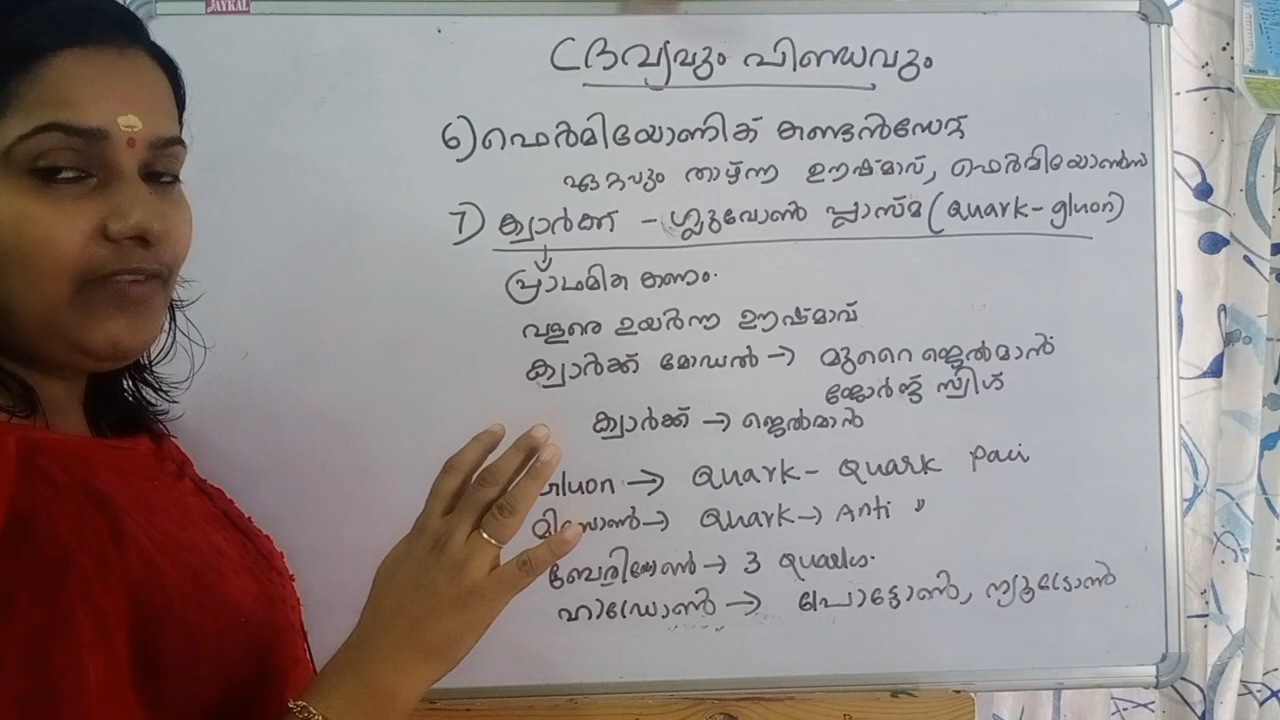 JAYKAL
ദ്രവ്യവും പിണ്ഡവും
6) ഫെർമിയോണിക് കണ്ടൻസേറ്റ്
ഏറ്റവും താഴ്ന്ന ഊഷ്മാവ്, ഫെർമിയോൺസ്
7) ക്വാർക്ക് - ഗ്ലുവോൺ പ്ലാസ്മ (Quark-gluon)
പ്രാഥമിക കണം.
വളരെ ഉയർന്ന ഊഷ്മാവ്
ക്വാർക്ക് മോഡൽ → മുറൈ ജെൽമാൻ
ജോർജ് സ്വിഗ്
ക്വാർക്ക് → ജെൽമാൻ
Gluon → Quark - Quark Pair
മിസോൺ → Quark → Anti "
ബേരിയോൺ → 3 Quarks.
ഹാഡ്രോൺ → പ്രോട്ടോൺ, ന്യൂട്രോൺ